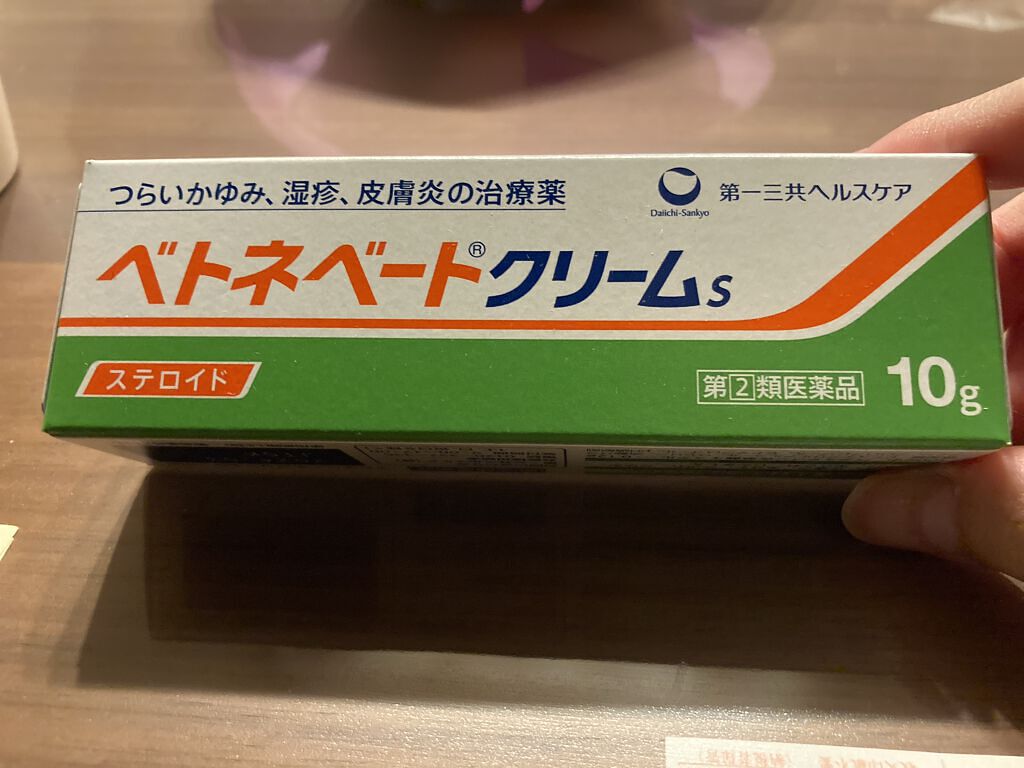 つらいかゆみ、湿疹、皮膚炎の治療薬
Daiichi-Sankyo
第一三共ヘルスケア
ベトネベート®クリームS
ステロイド
第②類医薬品
10g